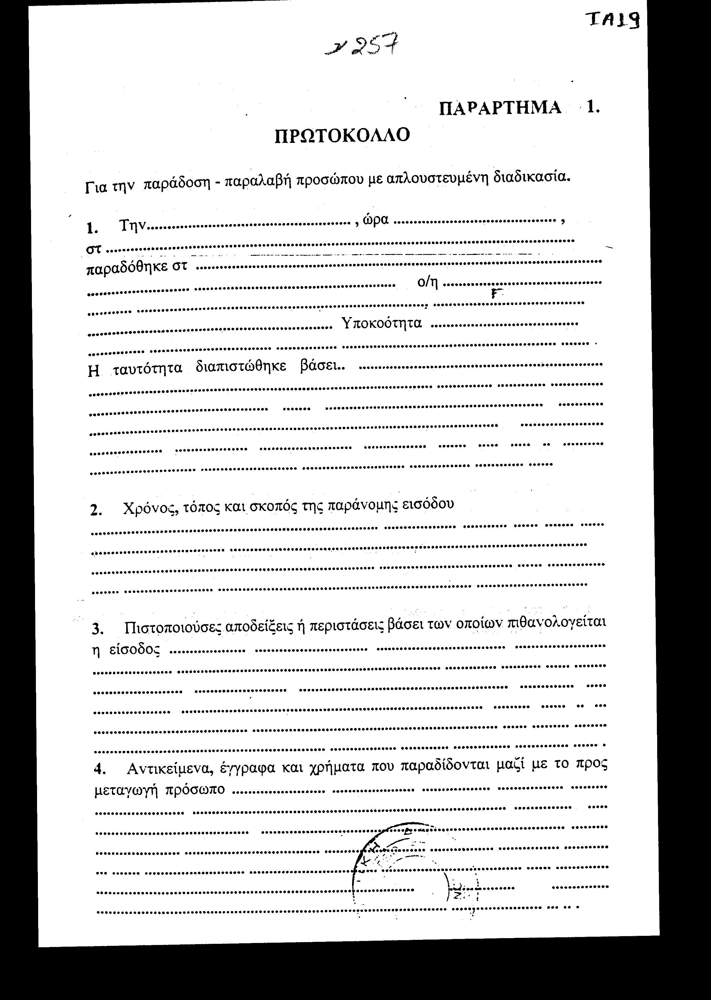 ΙΑ19
257
ΠΑΡΑΡΤΗΜΑ 1.
ΠΡΩΤΟΚΟΛΛΟ
Για την παράδοση - παραλαβή προσώπου με απλουστευμένη διαδικασία.
1. Την.................................................. , ώρα ........................................ ,
στ ....................................................................................................................
παραδόθηκε στ ....................................................................................................
......................... .................................................. ο/η .......................................
........... ....................................................................... .....................................
............................................................ Υποκοότητα ....................................
.............. .............................. ............... ..................................................... ....... .
Η ταυτότητα διαπιστώθηκε βάσει.. ............................................................
..................................................................................... .............. ............ .............
............................................ ....... ...................................................... ...........
..................................................................................................... .....................
.................. .................. ....................... ................ ....... ..... ..... .. ..........
.......................... ........................ ......................... ............... ............ ......
2. Χρόνος, τόπος και σκοπός της παράνομης εισόδου
....................................................................... .................. ........... ...... ....... ......
................................. ........................................................................................
...................................................................... ................................. ...... ..............
....... ...................... ............................................................... ............................
3. Πιστοποιούσες αποδείξεις ή περιστάσεις βάσει των οποίων πιθανολογείται
η είσοδος ................... ............................ ................................ .......................
.................... ................................................................. ............. .......... ...... ........
...................... ....................... .................................................... ............. .....
................... ........................................................................... ......... ...... .. ...
...................................... ............................................................. ...... ......... ........
......................................................... ................ ............ .............. ............. ...... .
4. Αντικείμενα, έγγραφα και χρήματα που παραδίδονται μαζί με το προς
μεταγωγή πρόσωπο ....................... .................... ................. ................ .........
...................... .............................................................................. .............. .....
...................................... ........................................................................... .........
..................... ................................. ......................... ................ ............... ...........
... ....... ......................... ................................ ................................... ...... .............
............................................................................... ................ ..............
....................................................................................... ...................... ... .. .